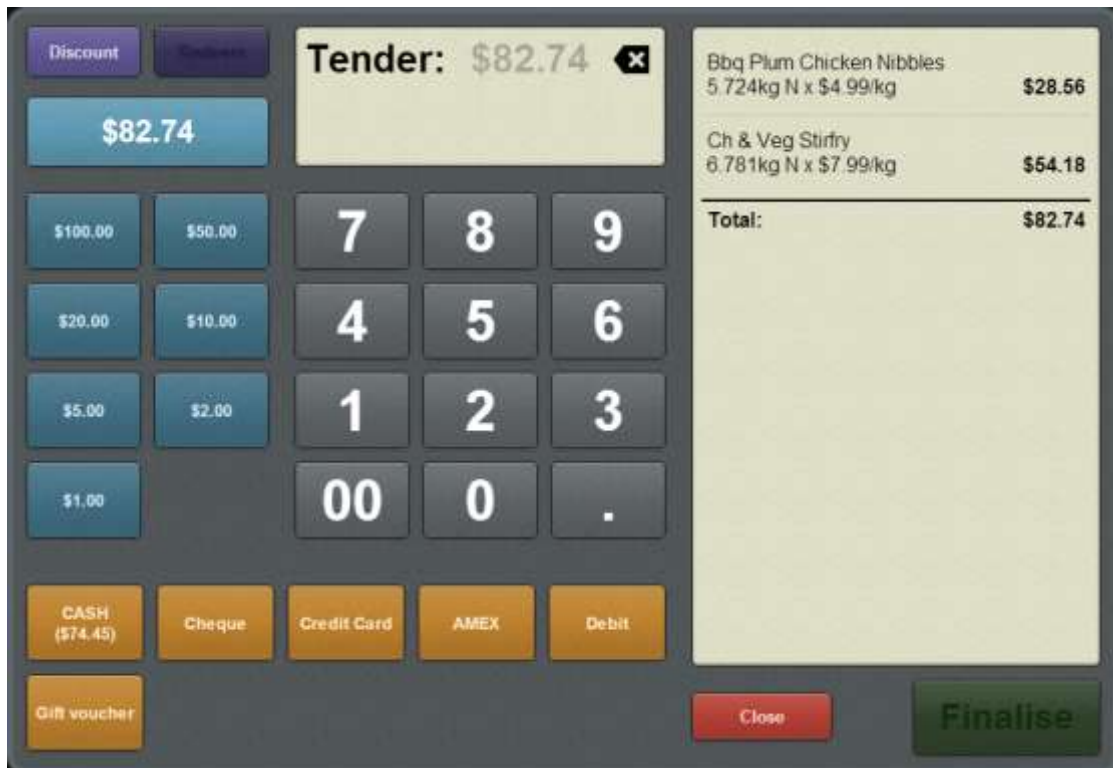 Discount
Tender: $82.74
$82.74
Bbq Plum Chicken Nibbles
5.724kg N x $4.99/kg $28.56
Ch & Veg Stirfry
6.781kg N x $7.99/kg $54.18
Total: $82.74
$100.00 $50.00
7 8 9
$20.00 $10.00
4 5 6
$5.00 $2.00
1 2 3
$1.00
00 0 .
CASH
($74.45)
Cheque
Credit Card
AMEX
Debit
Gift voucher
Close
Finalise